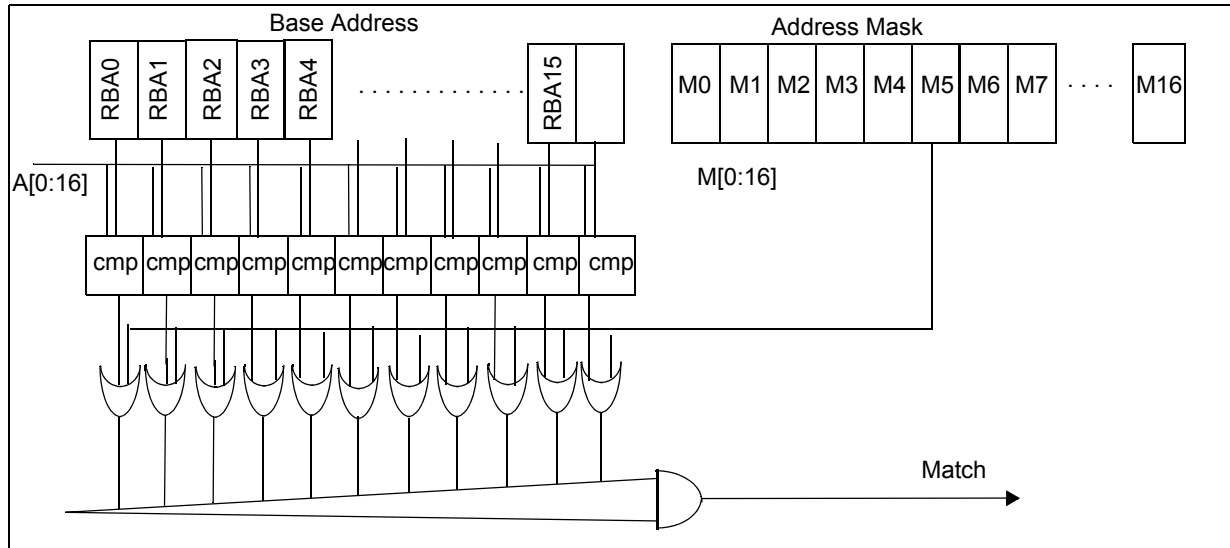 Base Address
Address Mask
RBA0 RBA1 RBA2 RBA3 RBA4 . . . . . . . . . . . . . RBA15
M0 M1 M2 M3 M4 M5 M6 M7 . . . . M16
A[0:16]
M[0:16]
cmp cmp cmp cmp cmp cmp cmp cmp cmp cmp cmp
Match